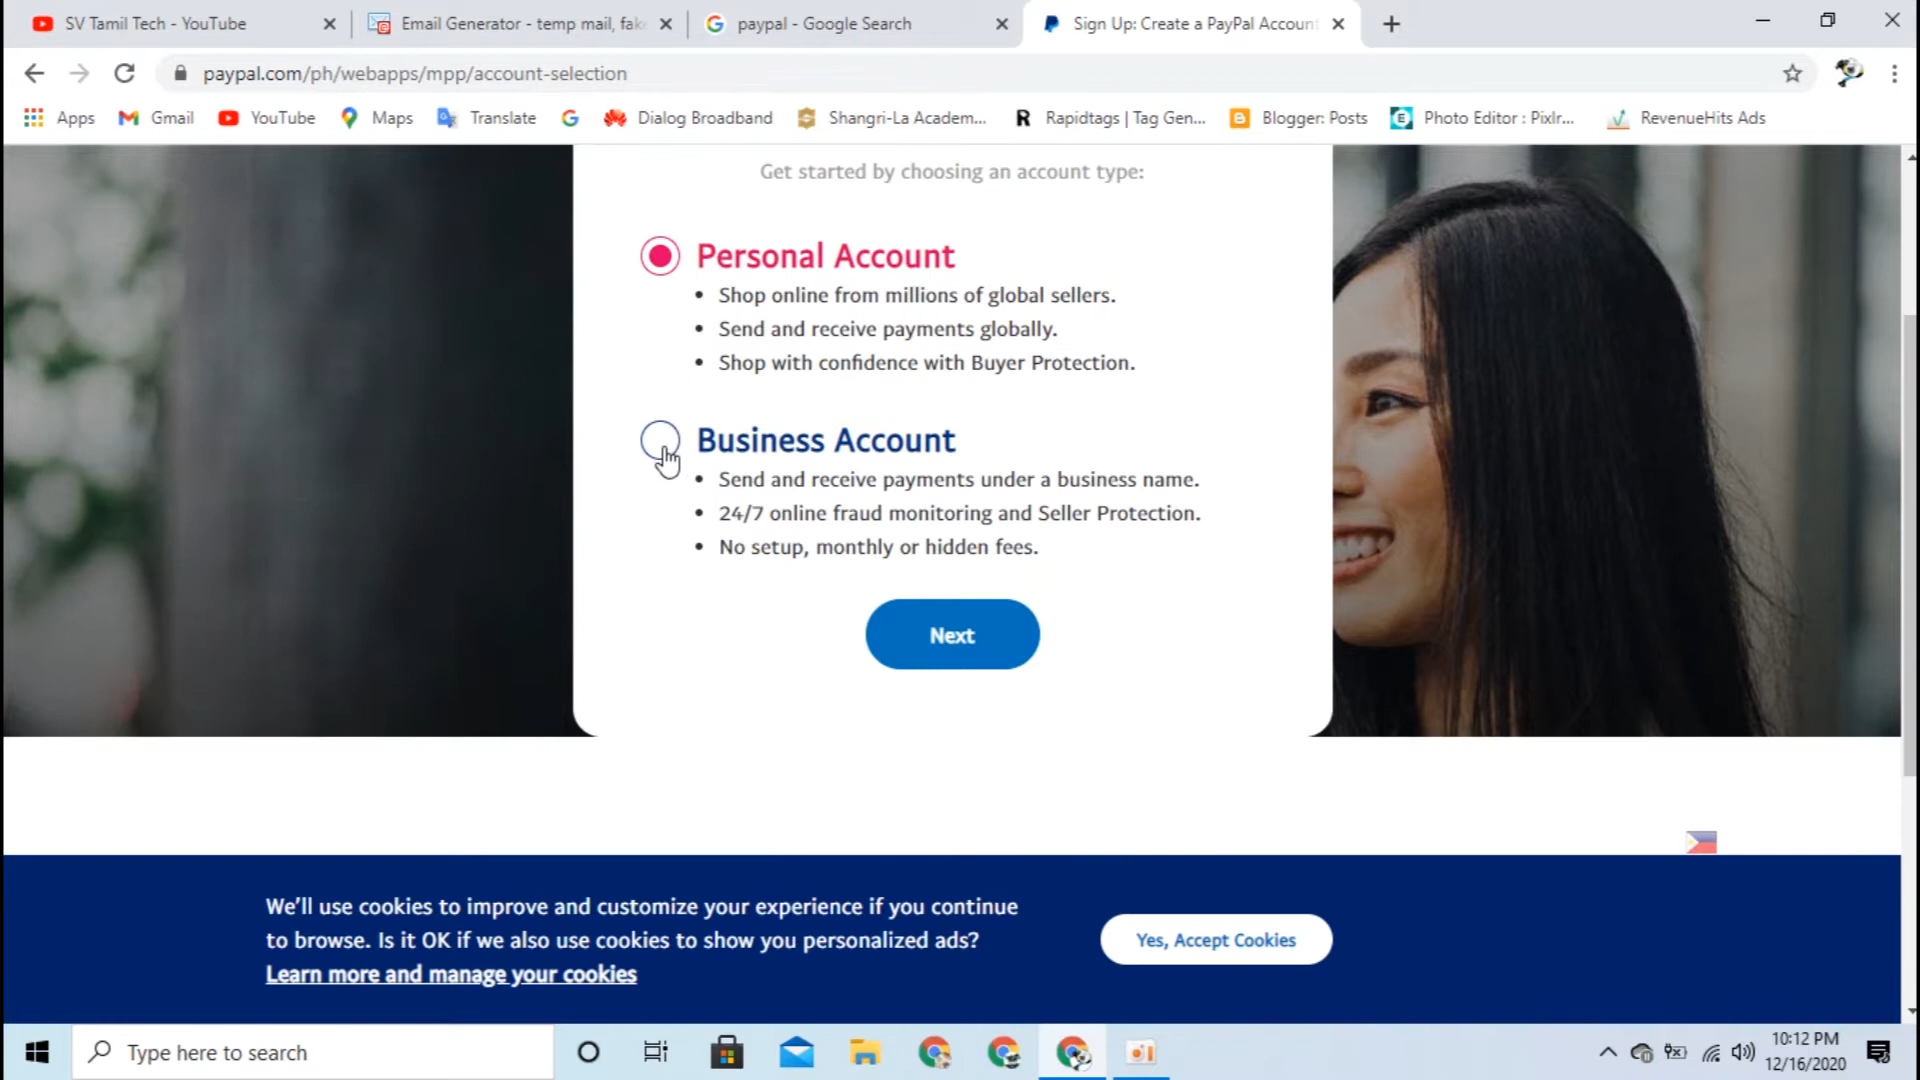 SV Tamil Tech - YouTube
Email Generator - temp mail, fake
paypal - Google Search
Sign Up: Create a PayPal Account
paypal.com/ph/webapps/mpp/account-selection
Apps
Gmail
YouTube
Maps
Translate
Dialog Broadband
Shangri-La Academ...
R
Rapidtags | Tag Gen...
Blogger: Posts
Photo Editor : Pixlr...
RevenueHits Ads
Get started by choosing an account type:
Personal Account
• Shop online from millions of global sellers.
• Send and receive payments globally.
• Shop with confidence with Buyer Protection.
Business Account
• Send and receive payments under a business name.
• 24/7 online fraud monitoring and Seller Protection.
• No setup, monthly or hidden fees.
Next
We'll use cookies to improve and customize your experience if you continue
to browse. Is it OK if we also use cookies to show you personalized ads?
Learn more and manage your cookies
Yes, Accept Cookies
Type here to search
10:12 PM
12/16/2020